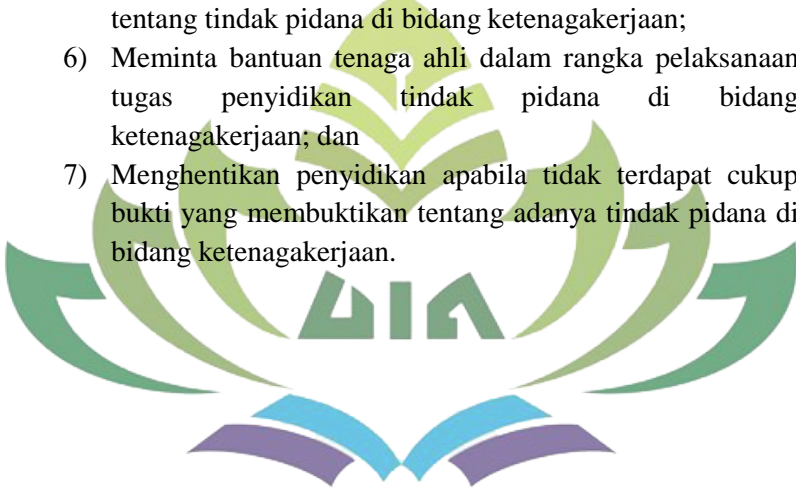 tentang tindak pidana di bidang ketenagakerjaan;
6) Meminta bantuan tenaga ahli dalam rangka pelaksanaan
tugas penyidikan tindak pidana di bidang
ketenagakerjaan; dan
7) Menghentikan penyidikan apabila tidak terdapat cukup
bukti yang membuktikan tentang adanya tindak pidana di
bidang ketenagakerjaan.
UIN